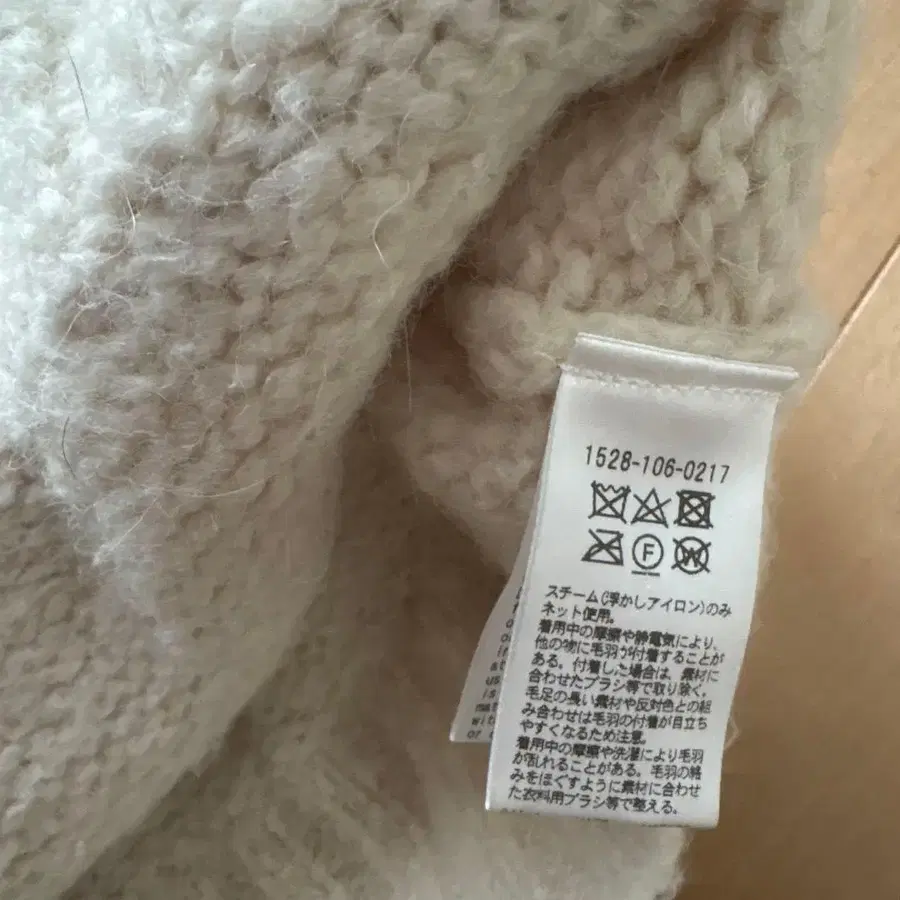 1528-106-0217
F
W
スチーム(浮かしアイロン)のみ
ネット使用。
着用中の摩擦や静電気により、
他の物に毛羽が付着することが
ある。付着した場合は、素材に
合わせたブラシ等で取り除く。
毛足の長い素材や反対色との組
み合わせは毛羽の付着が目立ち
やすくなるため注意。
着用中の摩擦や洗濯により毛羽
が乱れることがある。毛羽の絡
みをほぐすように素材に合わせ
た衣料用ブラシ等で整える。
us
is
mat
wit
or